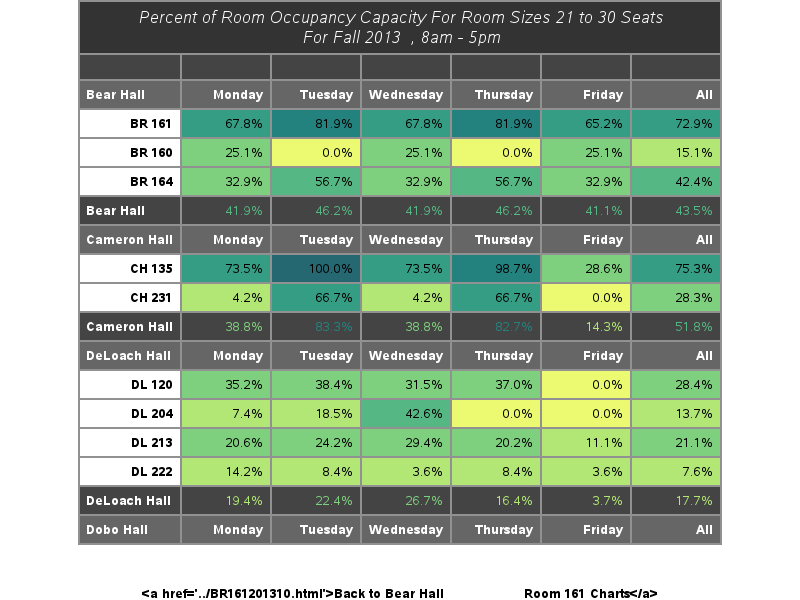 Percent of Room Occupancy Capacity For Room Sizes 21 to 30 Seats
For Fall 2013 , 8am - 5pm
Bear Hall Monday Tuesday Wednesday Thursday Friday All
BR 161 67.8% 81.9% 67.8% 81.9% 65.2% 72.9%
BR 160 25.1% 0.0% 25.1% 0.0% 25.1% 15.1%
BR 164 32.9% 56.7% 32.9% 56.7% 32.9% 42.4%
Bear Hall 41.9% 46.2% 41.9% 46.2% 41.1% 43.5%
Cameron Hall Monday Tuesday Wednesday Thursday Friday All
CH 135 73.5% 100.0% 73.5% 98.7% 28.6% 75.3%
CH 231 4.2% 66.7% 4.2% 66.7% 0.0% 28.3%
Cameron Hall 38.8% 83.3% 38.8% 82.7% 14.3% 51.8%
DeLoach Hall Monday Tuesday Wednesday Thursday Friday All
DL 120 35.2% 38.4% 31.5% 37.0% 0.0% 28.4%
DL 204 7.4% 18.5% 42.6% 0.0% 0.0% 13.7%
DL 213 20.6% 24.2% 29.4% 20.2% 11.1% 21.1%
DL 222 14.2% 8.4% 3.6% 8.4% 3.6% 7.6%
DeLoach Hall 19.4% 22.4% 26.7% 16.4% 3.7% 17.7%
Dobo Hall Monday Tuesday Wednesday Thursday Friday All
<a href='../BR161201310.html'>Back to Bear Hall Room 161 Charts</a>